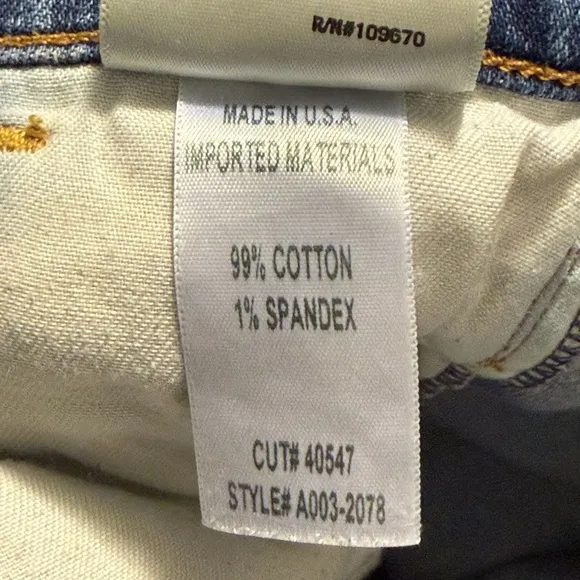 R/N#109670
MADE IN U.S.A.
IMPORTED MATERIALS
99% COTTON
1% SPANDEX
CUT# 40547
STYLE# A003-2078